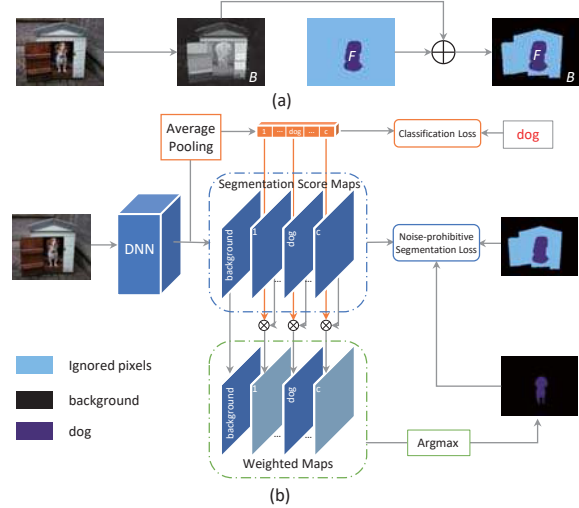 B
F
F
B
(a)
Average
Pooling
1 ... dog ... c
Classification Loss
dog
Segmentation Score Maps
DNN
background
1
dog
c
... ...
Noise-prohibitive
Segmentation Loss
Ignored pixels
background
dog
background
1
dog
c
... ...
Weighted Maps
Argmax
(b)